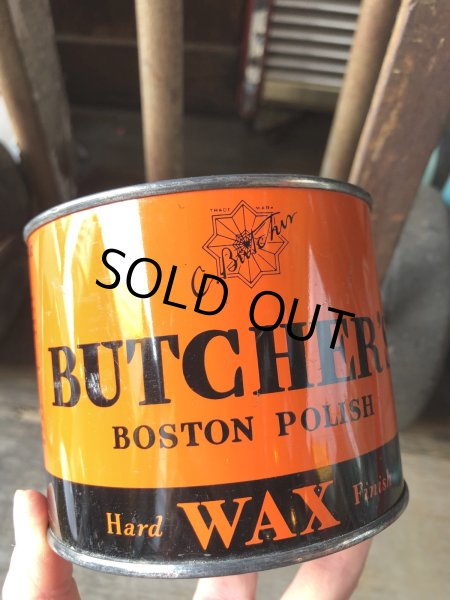 TRADE MARK
Butcher
SOLD OUT
BUTCHER'S
BOSTON POLISH
Hard WAX Finish